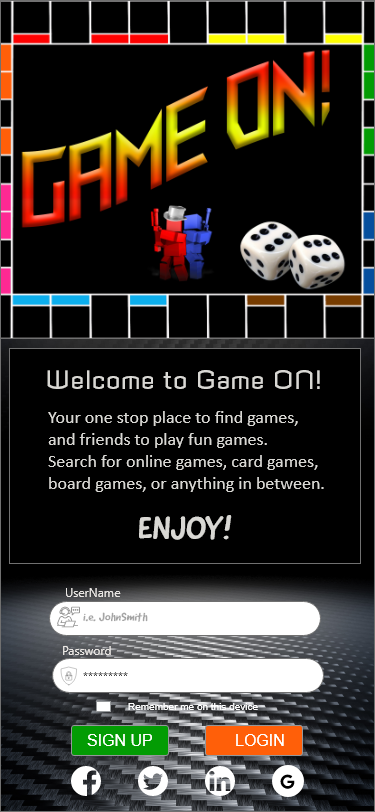 GAME ON!
Welcome to Game ON!
Your one stop place to find games,
and friends to play fun games.
Search for online games, card games,
board games, or anything in between.
ENJOY!
UserName
i.e. JohnSmith
Password
*********
Remember me on this device
SIGN UP
LOGIN
f
in
G